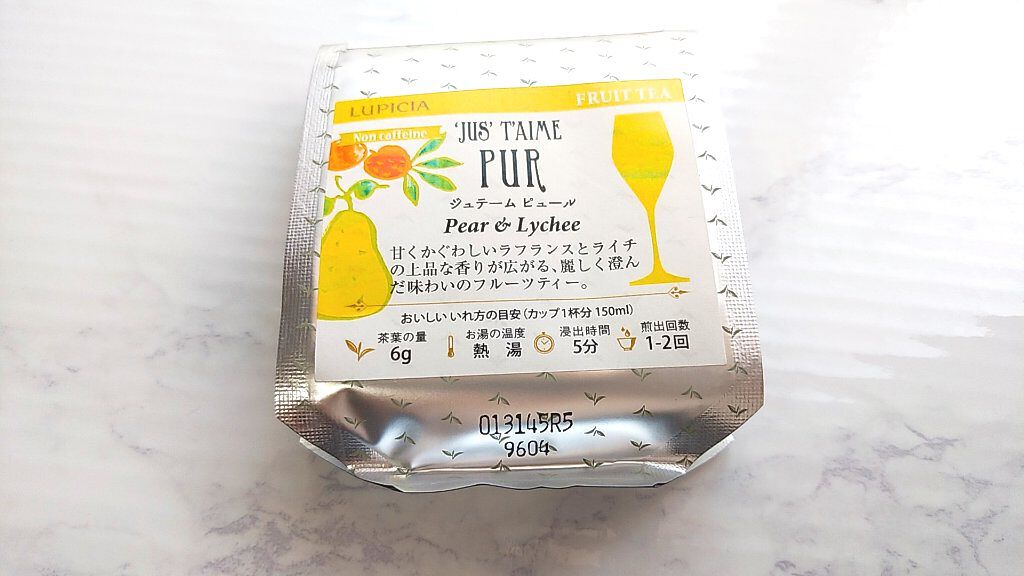 LUPICIA FRUIT TEA
Non caffeine
'JUS' T'AIME
PUR
ジュテーム ピュール
Pear & Lychee
甘くかぐわしいラフランスとライチ
の上品な香りが広がる、麗しく澄ん
だ味わいのフルーツティー。
おいしい いれ方の目安（カップ1杯分 150ml）
茶葉の量 お湯の温度 浸出時間 煎出回数
6g 熱 湯 5分 1-2回
013145R5
9604